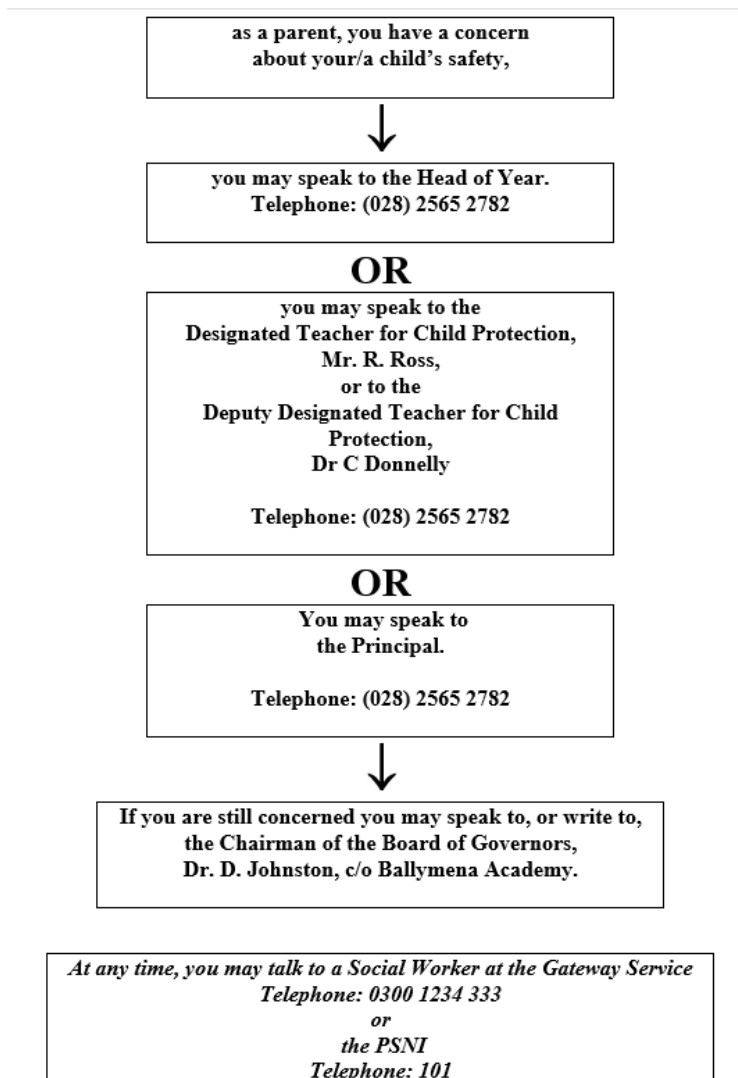 as a parent, you have a concern
about your/a child's safety,
you may speak to the Head of Year.
Telephone: (028) 2565 2782
OR
you may speak to the
Designated Teacher for Child Protection,
Mr. R. Ross,
or to the
Deputy Designated Teacher for Child
Protection,
Dr C Donnelly
Telephone: (028) 2565 2782
OR
You may speak to
the Principal.
Telephone: (028) 2565 2782
If you are still concerned you may speak to, or write to,
the Chairman of the Board of Governors,
Dr. D. Johnston, c/o Ballymena Academy.
At any time, you may talk to a Social Worker at the Gateway Service
Telephone: 0300 1234 333
or
the PSNI
Telephone: 101